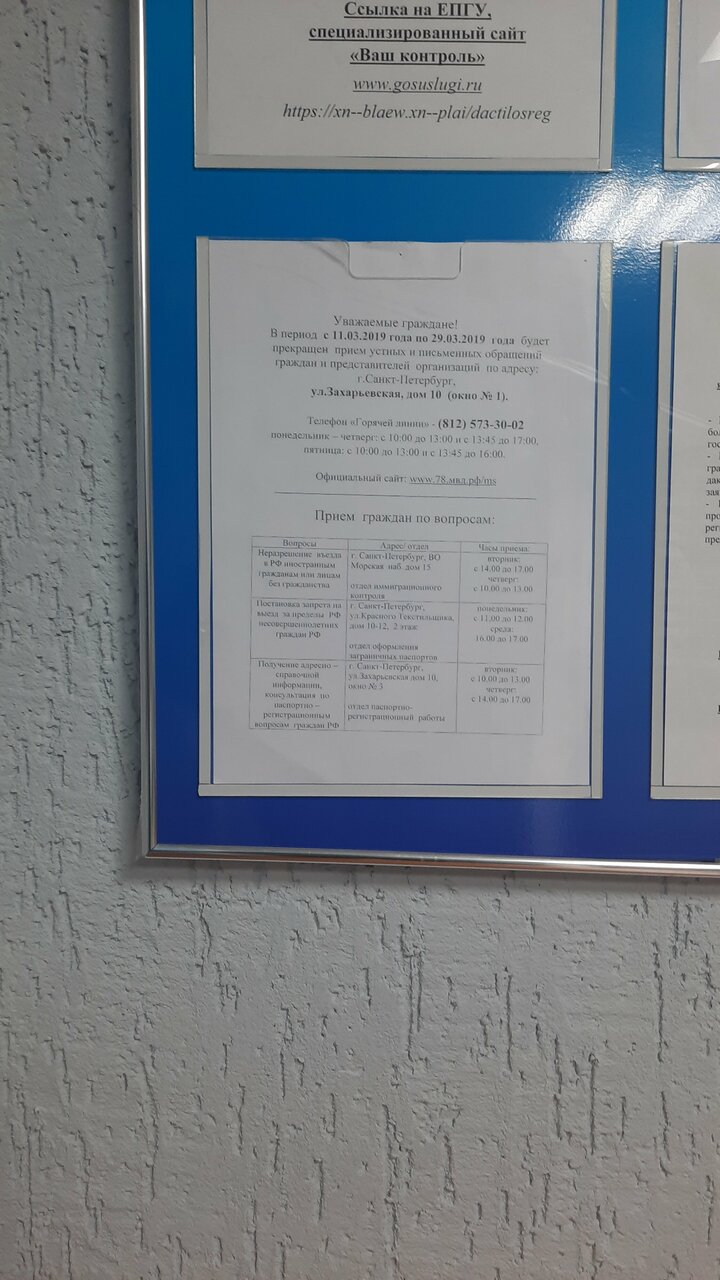 Ссылка на ЕПГУ,
специализированный сайт
«Ваш контроль»
www.gosuslugi.ru
https://xn--blaew.xn--plai/dactilosreg
Уважаемые граждане!
В период с 11.03.2019 года по 29.03.2019 года будет
прекращен прием устных и письменных обращений
граждан и представителей организаций по адресу:
г.Санкт-Петербург,
ул.Захарьевская, дом 10 (окно № 1).
Телефон «Горячей линии» - (812) 573-30-02
понедельник – четверг: с 10:00 до 13:00 и с 13:45 до 17:00,
пятница: с 10:00 до 13:00 и с 13:45 до 16:00.
Официальный сайт: www.78.мвд.рф/ms
Прием граждан по вопросам:
Вопросы
Адрес/ отдел
Часы приема:
Неразрешение въезда
в РФ иностранным
гражданам или лицам
без гражданства
г. Санкт-Петербург, ВО
Морская наб. дом 15
отдел иммиграционного
контроля
вторник:
с 14.00 до 17.00
четверг:
с 10.00 до 13.00
Постановка запрета на
выезд за пределы РФ
несовершеннолетних
граждан РФ
г. Санкт-Петербург,
ул.Красного Текстильщика,
дом 10-12, 2 этаж
отдел оформления
заграничных паспортов
понедельник:
с 11.00 до 12.00
среда:
16.00 до 17.00
Получение адресно –
справочной
информации,
консультация по
паспортно –
регистрационным
вопросам граждан РФ
г. Санкт-Петербург,
ул.Захарьевская дом 10,
окно № 3
отдел паспортно-
регистрационный работы
вторник:
с 10.00 до 13.00
четверг:
с 14.00 до 17.00